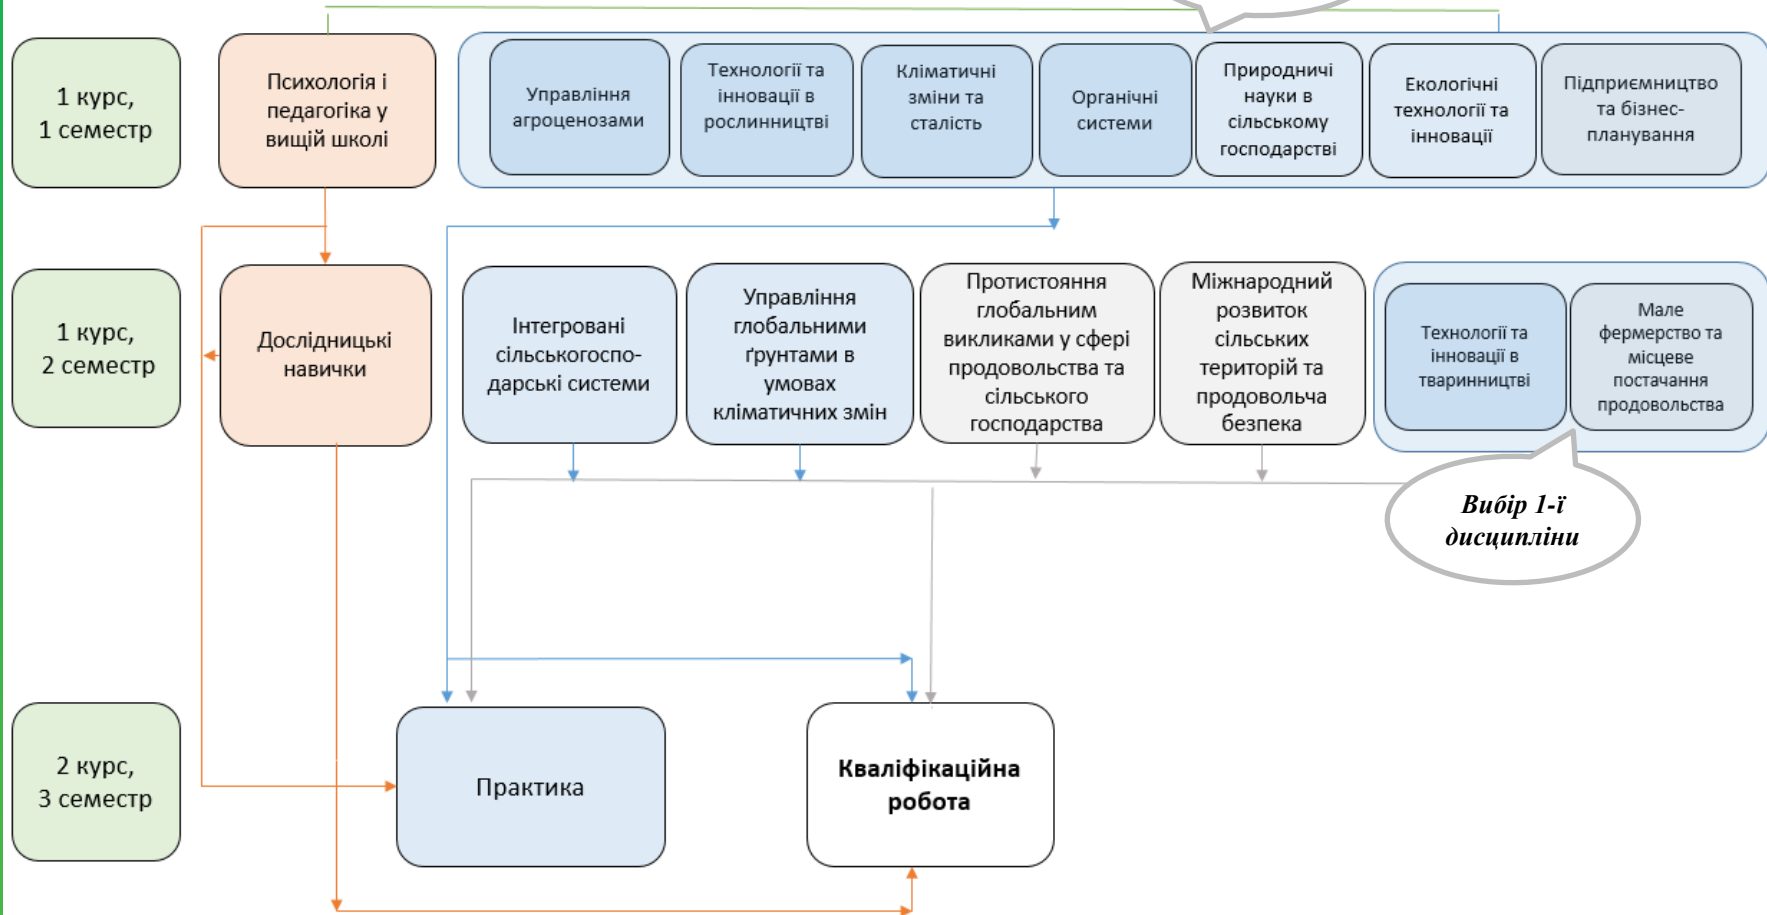 1 курс,
1 семестр
Психологія і
педагогіка у
вищій школі
Управління
агроценозами
Технології та
інновації в
рослинництві
Кліматичні
зміни та
сталість
Органічні
системи
Природничі
науки в
сільському
господарстві
Екологічні
технології та
інновації
Підприємництво
та бізнес-
планування
1 курс,
2 семестр
Дослідницькі
навички
Інтегровані
сільськогоспо-
дарські системи
Управління
глобальними
ґрунтами в
умовах
кліматичних змін
Протистояння
глобальним
викликами у сфері
продовольства та
сільського
господарства
Міжнародний
розвиток
сільських
територій та
продовольча
безпека
Технології та
інновації в
тваринництві
Мале
фермерство та
місцеве
постачання
продовольства
Вибір 1-ї
дисципліни
2 курс,
3 семестр
Практика
Кваліфікаційна
робота